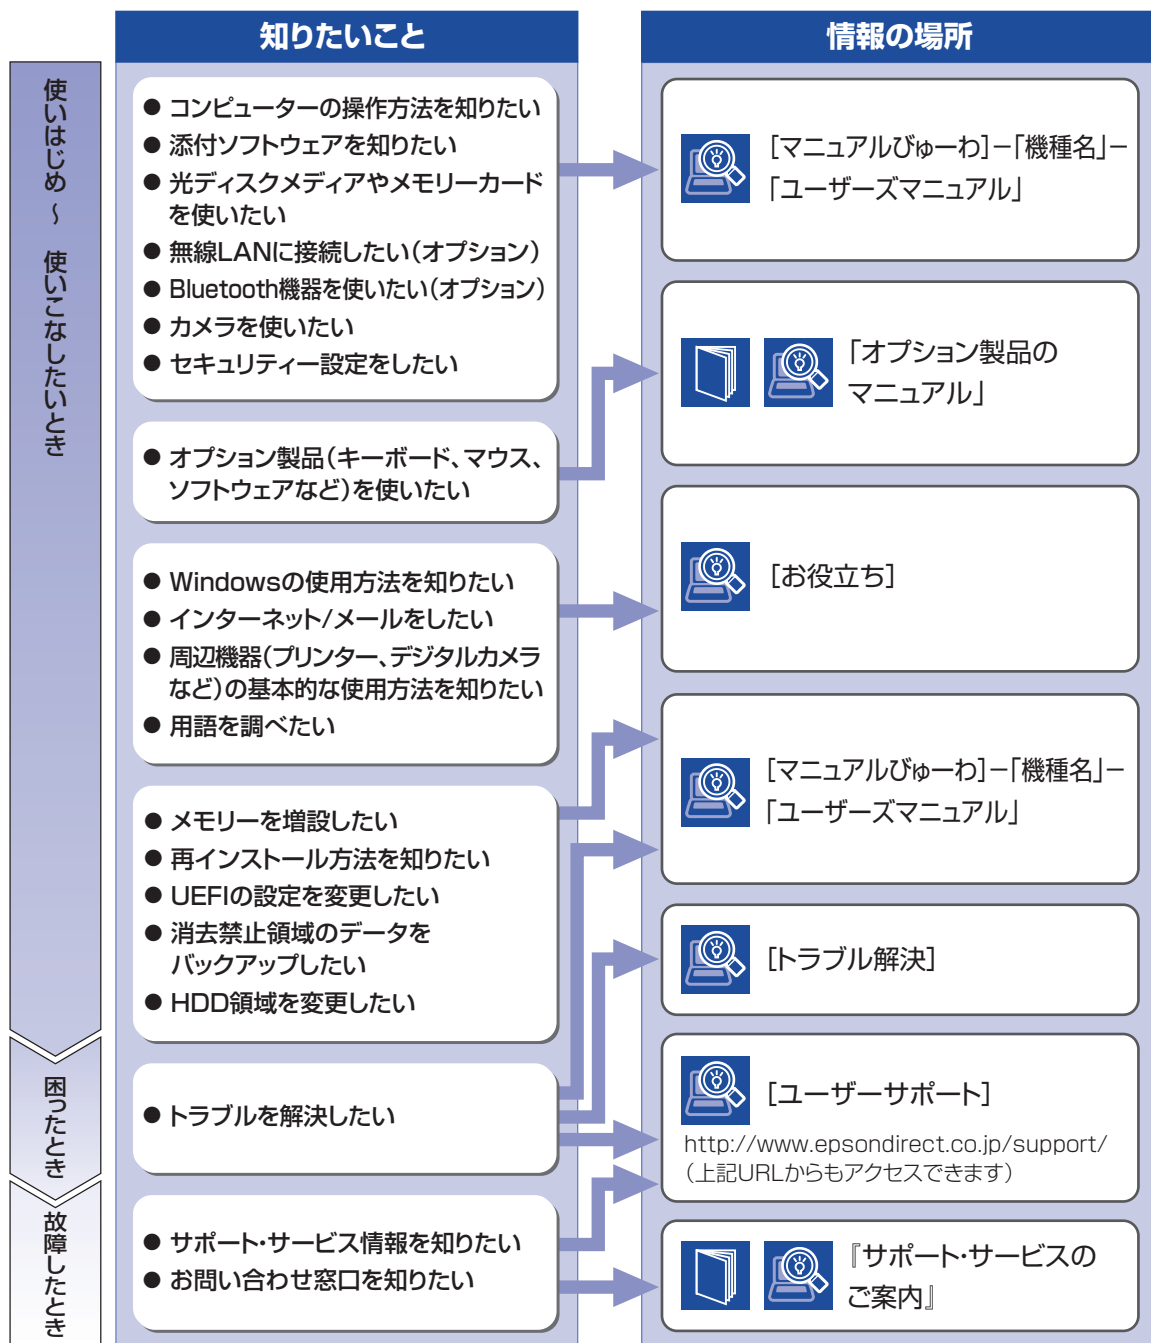 知りたいこと
情報の場所
使いはじめ ～ 使いこなしたいとき
● コンピューターの操作方法を知りたい
● 添付ソフトウェアを知りたい
● 光ディスクメディアやメモリーカード
を使いたい
● 無線LANに接続したい（オプション）
● Bluetooth機器を使いたい（オプション）
● カメラを使いたい
● セキュリティー設定をしたい
● オプション製品（キーボード、マウス、
ソフトウェアなど）を使いたい
● Windowsの使用方法を知りたい
● インターネット/メールをしたい
● 周辺機器（プリンター、デジタルカメラ
など）の基本的な使用方法を知りたい
● 用語を調べたい
● メモリーを増設したい
● 再インストール方法を知りたい
● UEFIの設定を変更したい
● 消去禁止領域のデータを
バックアップしたい
● HDD領域を変更したい
困ったとき
● トラブルを解決したい
故障したとき
● サポート・サービス情報を知りたい
● お問い合わせ窓口を知りたい
［マニュアルびゅーわ］－「機種名」－
「ユーザーズマニュアル」
「オプション製品の
マニュアル」
［お役立ち］
［マニュアルびゅーわ］－「機種名」－
「ユーザーズマニュアル」
［トラブル解決］
［ユーザーサポート］
http://www.epsondirect.co.jp/support/
（上記URLからもアクセスできます）
『サポート・サービスの
ご案内』